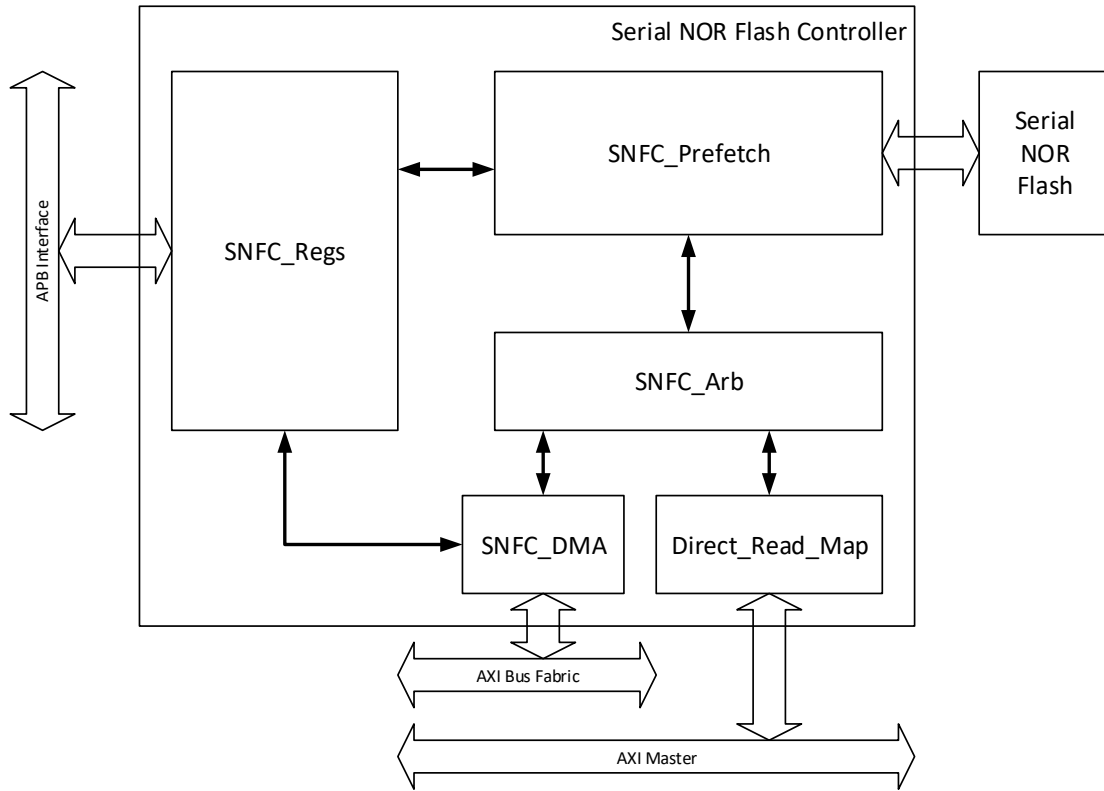 Serial NOR Flash Controller
SNFC_Prefetch
Serial
NOR
Flash
SNFC_Regs
APB Interface
SNFC_Arb
SNFC_DMA
Direct_Read_Map
AXI Bus Fabric
AXI Master